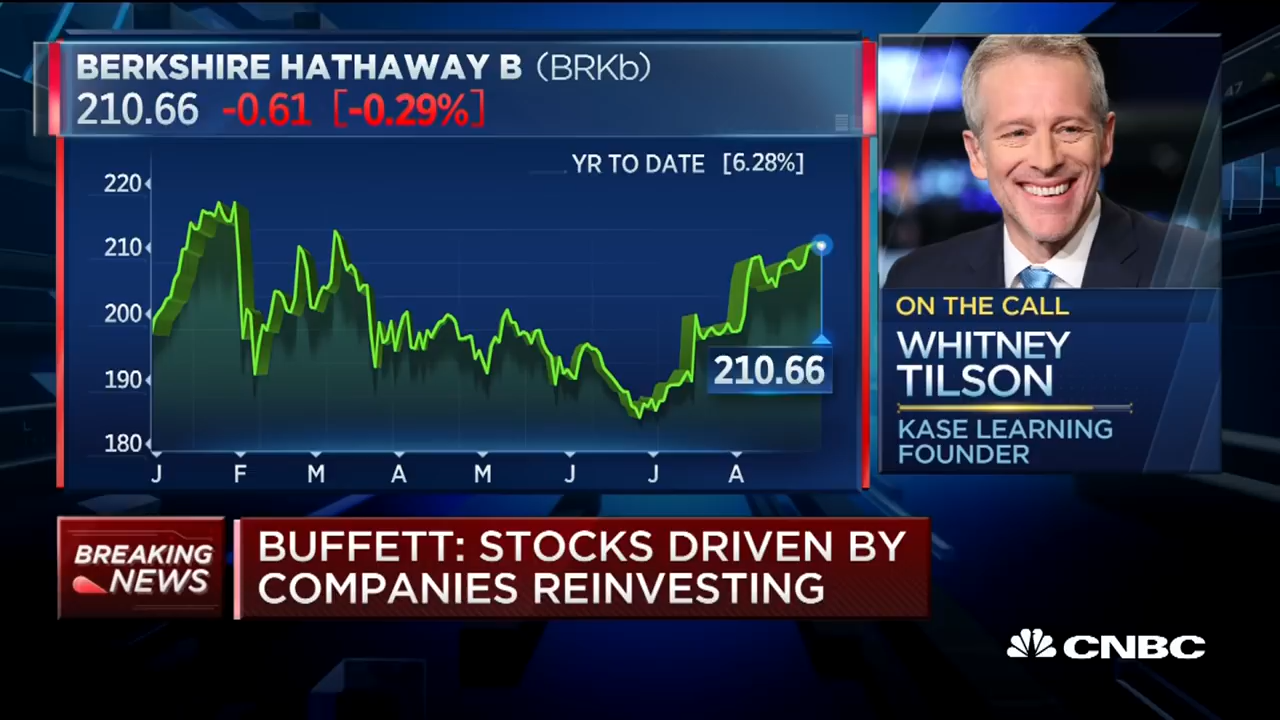 BERKSHIRE HATHAWAY B (BRKb)
210.66 -0.61 [-0.29%]
YR TO DATE [6.28%]
220
210
200
190
180
210.66
J F M A M J J A
ON THE CALL
WHITNEY
TILSON
KASE LEARNING
FOUNDER
BREAKING
NEWS
BUFFETT: STOCKS DRIVEN BY
COMPANIES REINVESTING
CNBC
47